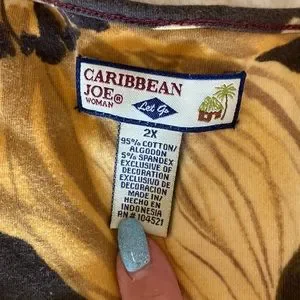 CARIBBEAN
JOE®
WOMAN
Let Go
2X
95% COTTON/
ALGODON
5% SPANDEX
EXCLUSIVE OF
DECORATION
EXCLUSIVO DE
DECORACION
MADE IN/
HECHO EN
INDONESIA
RN# 104521